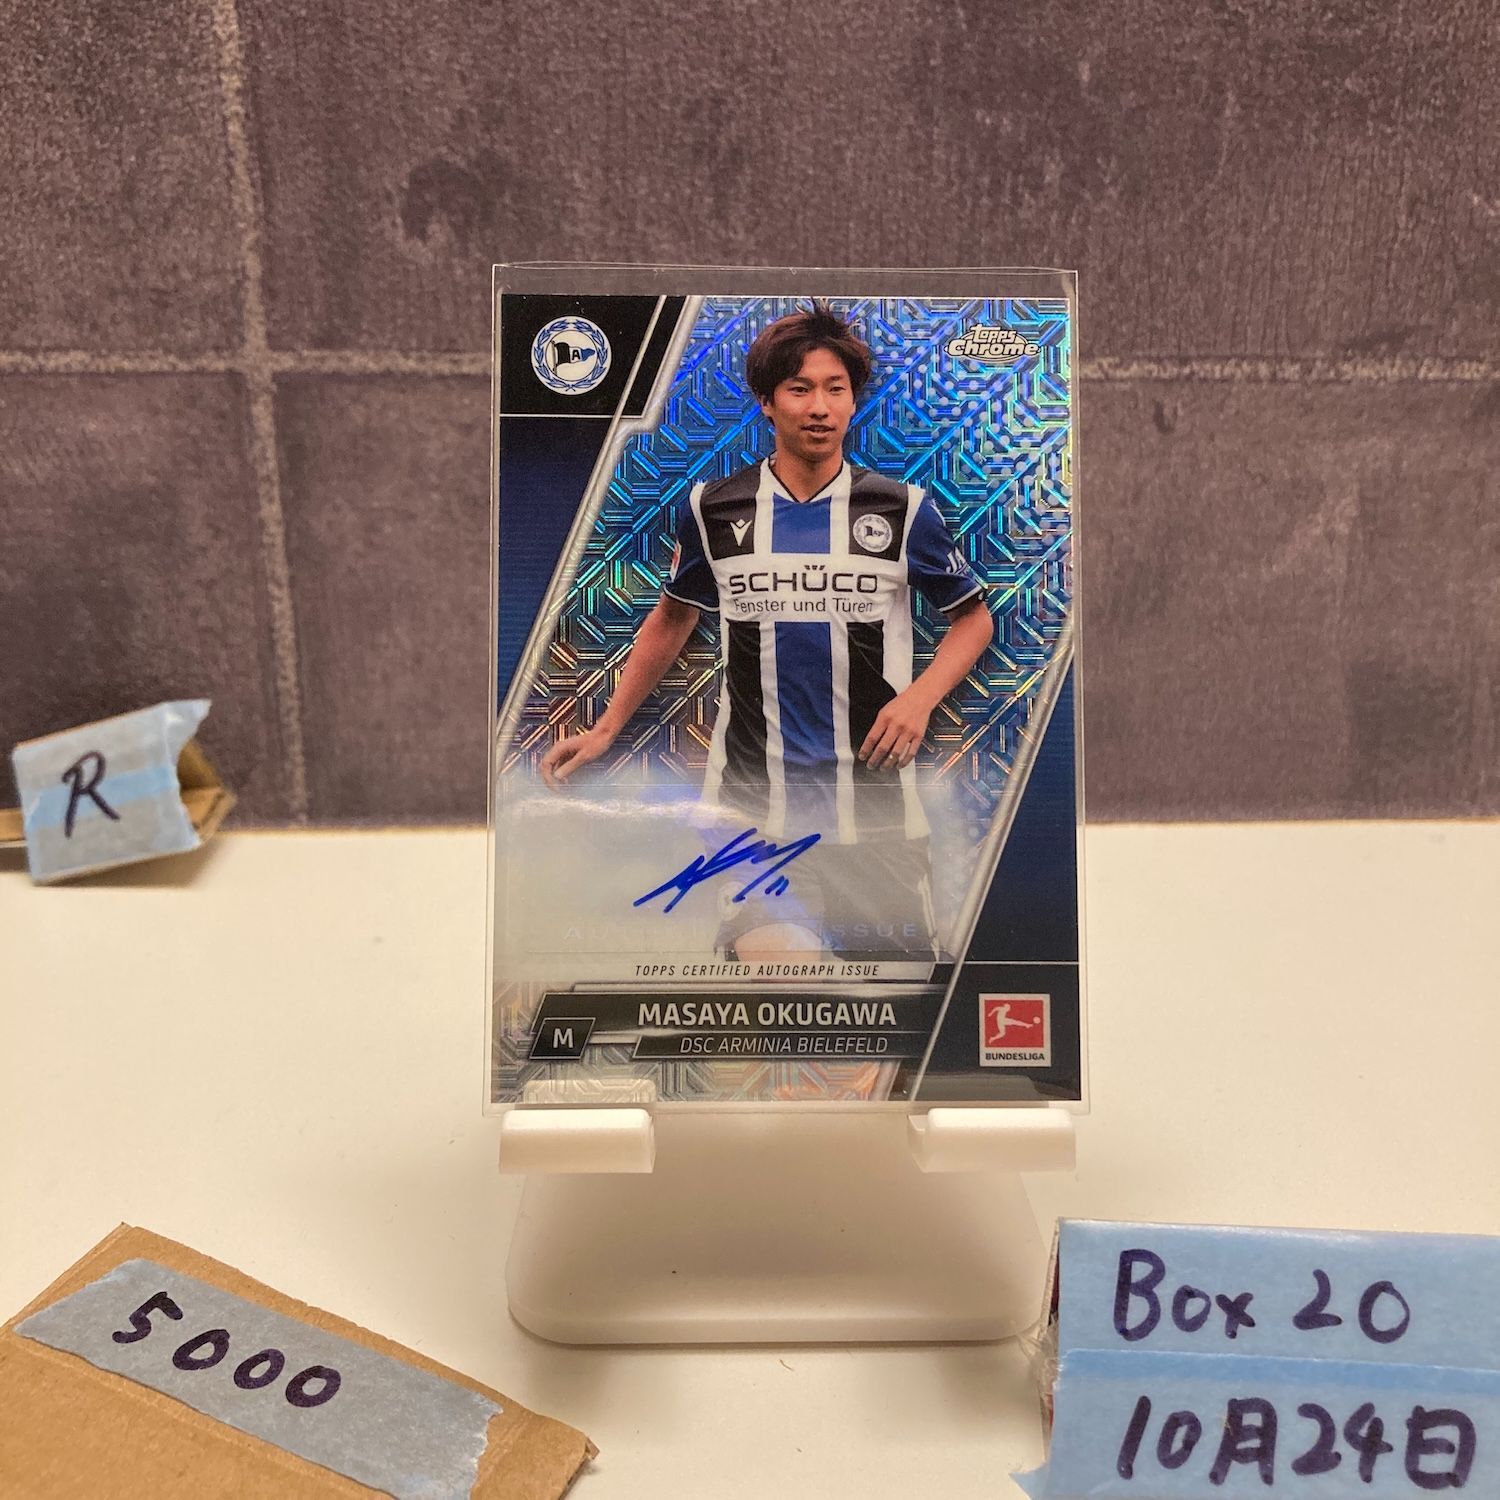 A
Topps
Chrome
SCHÜCO
Fenster und Türen
11
TOPPS CERTIFIED AUTOGRAPH ISSUE
MASAYA OKUGAWA
M
DSC ARMINIA BIELEFELD
BUNDESLIGA
R
5000
Box 20
10月24日